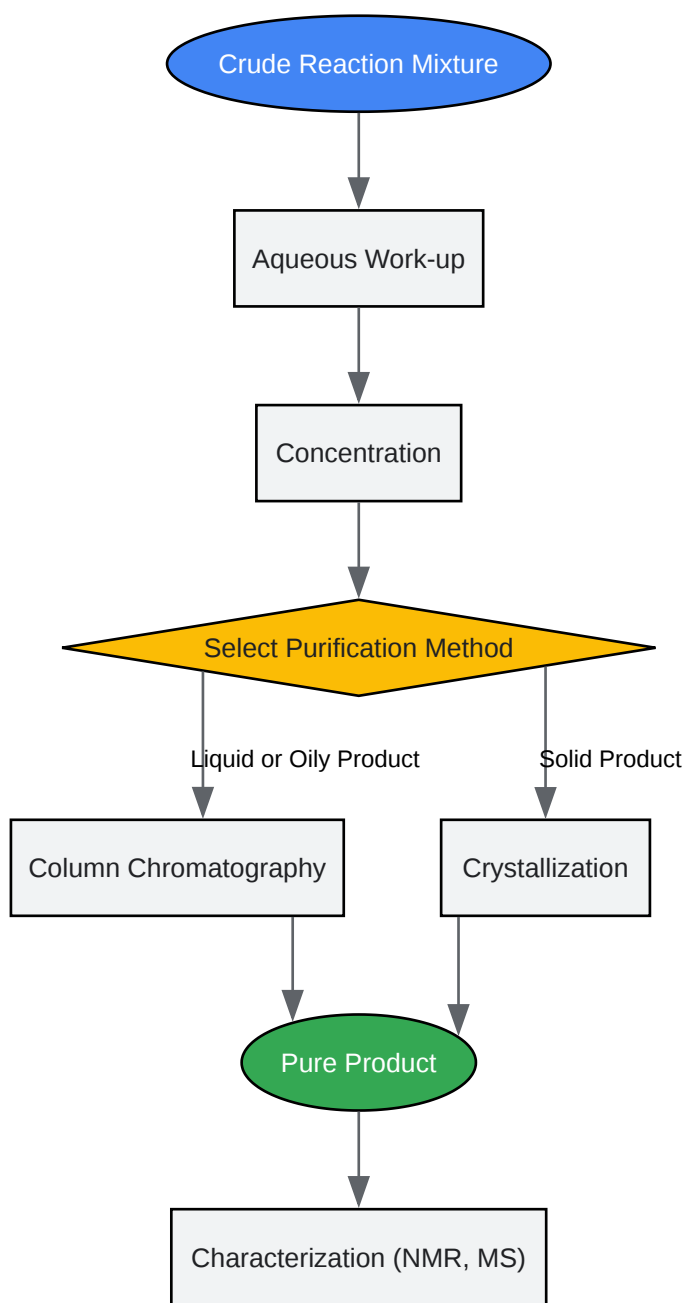 Crude Reaction Mixture
Aqueous Work-up
Concentration
Select Purification Method
Liquid or Oily Product
Solid Product
Column Chromatography
Crystallization
Pure Product
Characterization (NMR, MS)